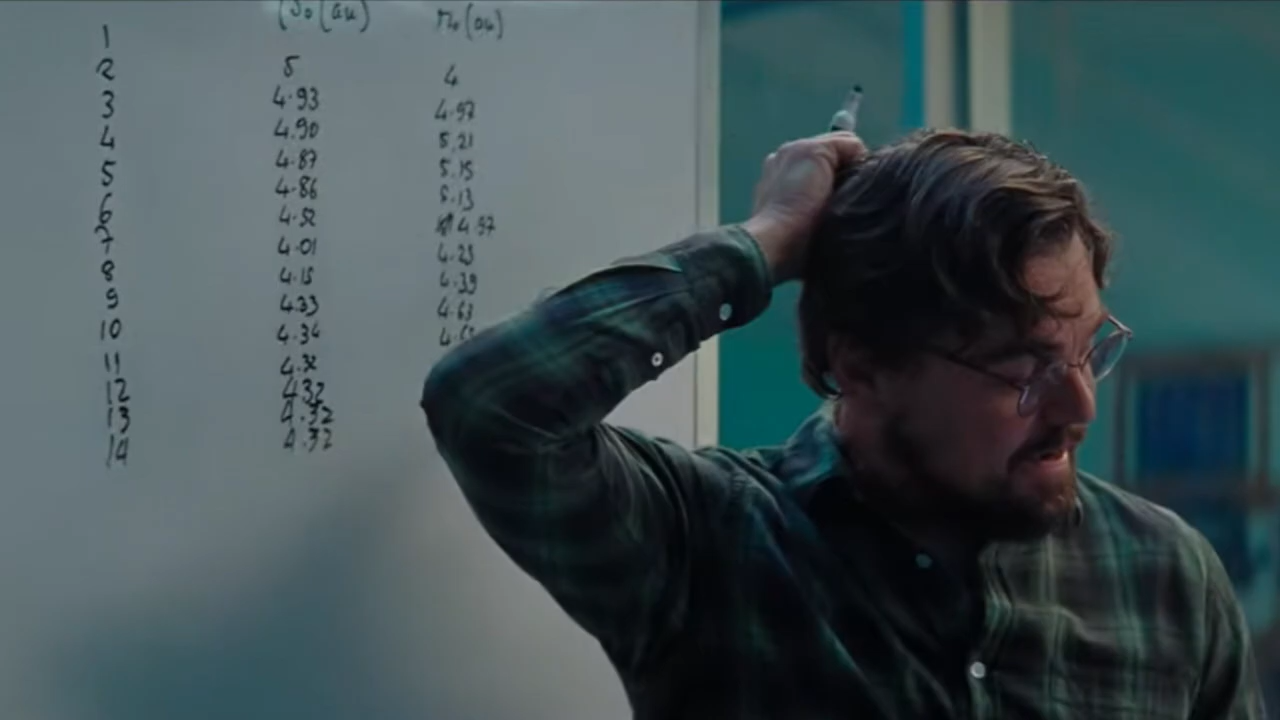 (au) (au)
1
2 5 4
3 4.93 4.97
4 4.90 5.21
5 4.87 5.15
6 4.86 5.13
7 4.52 4.57
8 4.01
9 4.15 4.39
10 4.33 4.63
11 4.34
12
13 4.32
14 4.32
4.32